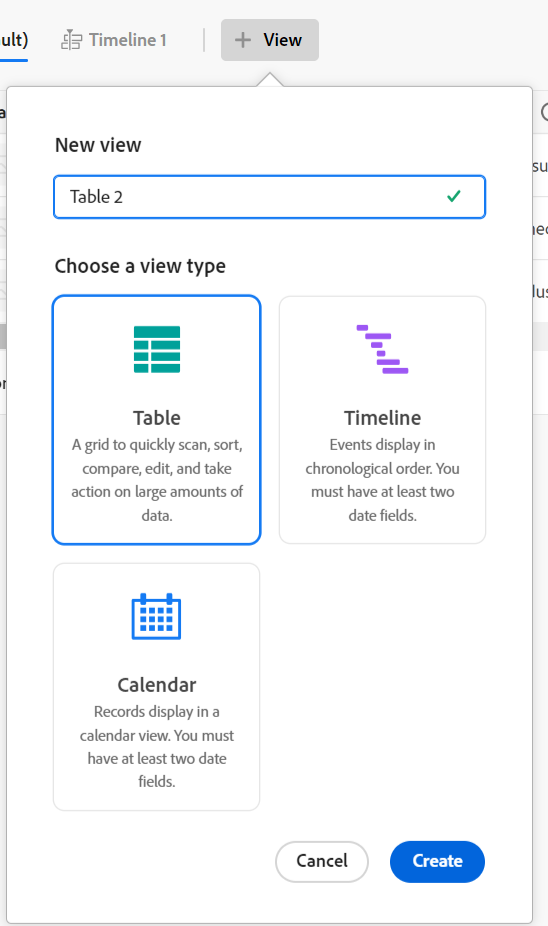 ult)
Timeline 1
View
New view
Table 2
Choose a view type
Table
A grid to quickly scan, sort,
compare, edit, and take
action on large amounts of
data.
Timeline
Events display in
chronological order. You
must have at least two
date fields.
Calendar
Records display in a
calendar view. You must
have at least two date
fields.
Cancel
Create